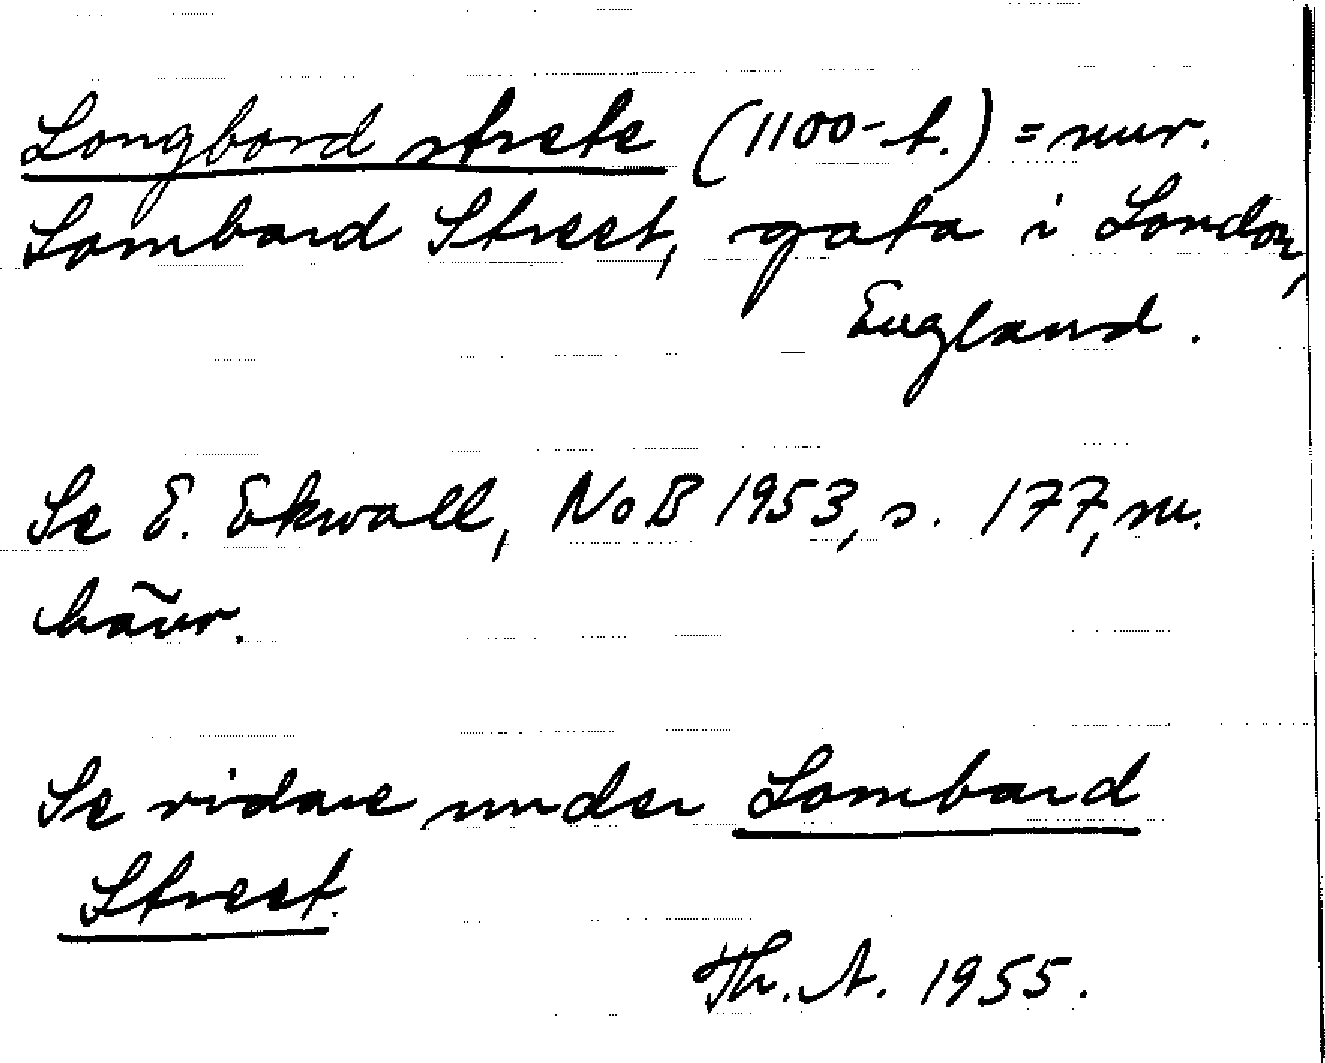 Longbord strete (1100-t.) = nuv.
Lombard Street, gata i London,
England.
Se E. Ekwall, NoB 1953, s. 177, m.
hänv.
Se vidare under Lombard
Street.
Th. A. 1955.